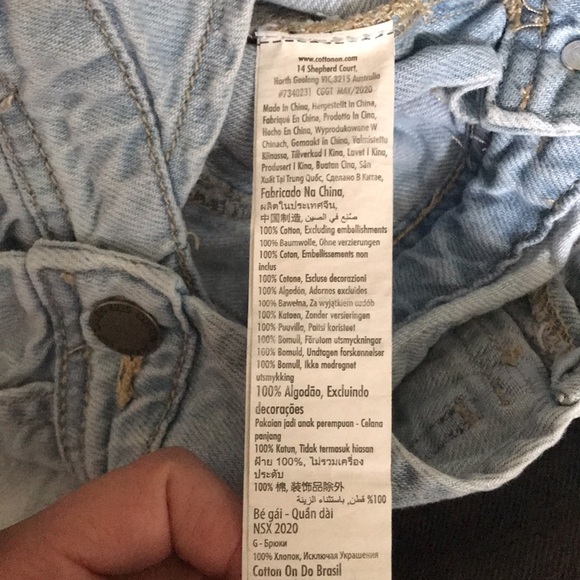 www.cottonon.com
14 Shepherd Court,
North Geelong VIC,3215 Australia
#7340231 CGGT MAY/2020
Made In China, Hergestellt In China,
Fabriqué En Chine, Prodotto In Cina,
Hecho En China, Wyprodukowane W
Chinach, Gemaakt in China, Valmistettu
Kiinassa, Tillverkad I Kina, Lavet I Kina,
Produsert I Kina, Buatan Cina, Sản
Xuất Tại Trung Quốc, Сделано В Китае,
Fabricado Na China,
ผลิตในประเทศจีน,
中国制造, صنع في الصين
100% Cotton, Excluding embellishments
100% Baumwolle, Ohne verzierungen
100% Coton, Embellissements non
inclus
100% Cotone, Escluse decorazioni
100% Algodón, Adornos excluidos
100% Bawełna, Za wyjątkiem ozdób
100% Katoen, Zonder versieringen
100% Puuvilla, Paitsi koristeet
100% Bomull, Förutom utsmyckningar
100% Bomuld, Undtagen forskønnelser
100% Bomull, Ikke medregnet
utsmykking
100% Algodão, Excluindo
decorações
Pakaian jadi anak perempuan - Celana
panjang
100% Katun, Tidak termasuk hiasan
ฝ้าย 100%, ไม่รวมเครื่อง
ประดับ
100% 棉, 装饰品除外
100% قطن, باستثناء الزينة
Bé gái - Quần dài
NSX 2020
G - Брюки
100% Хлопок, Исключая Украшения
Cotton On Do Brasil